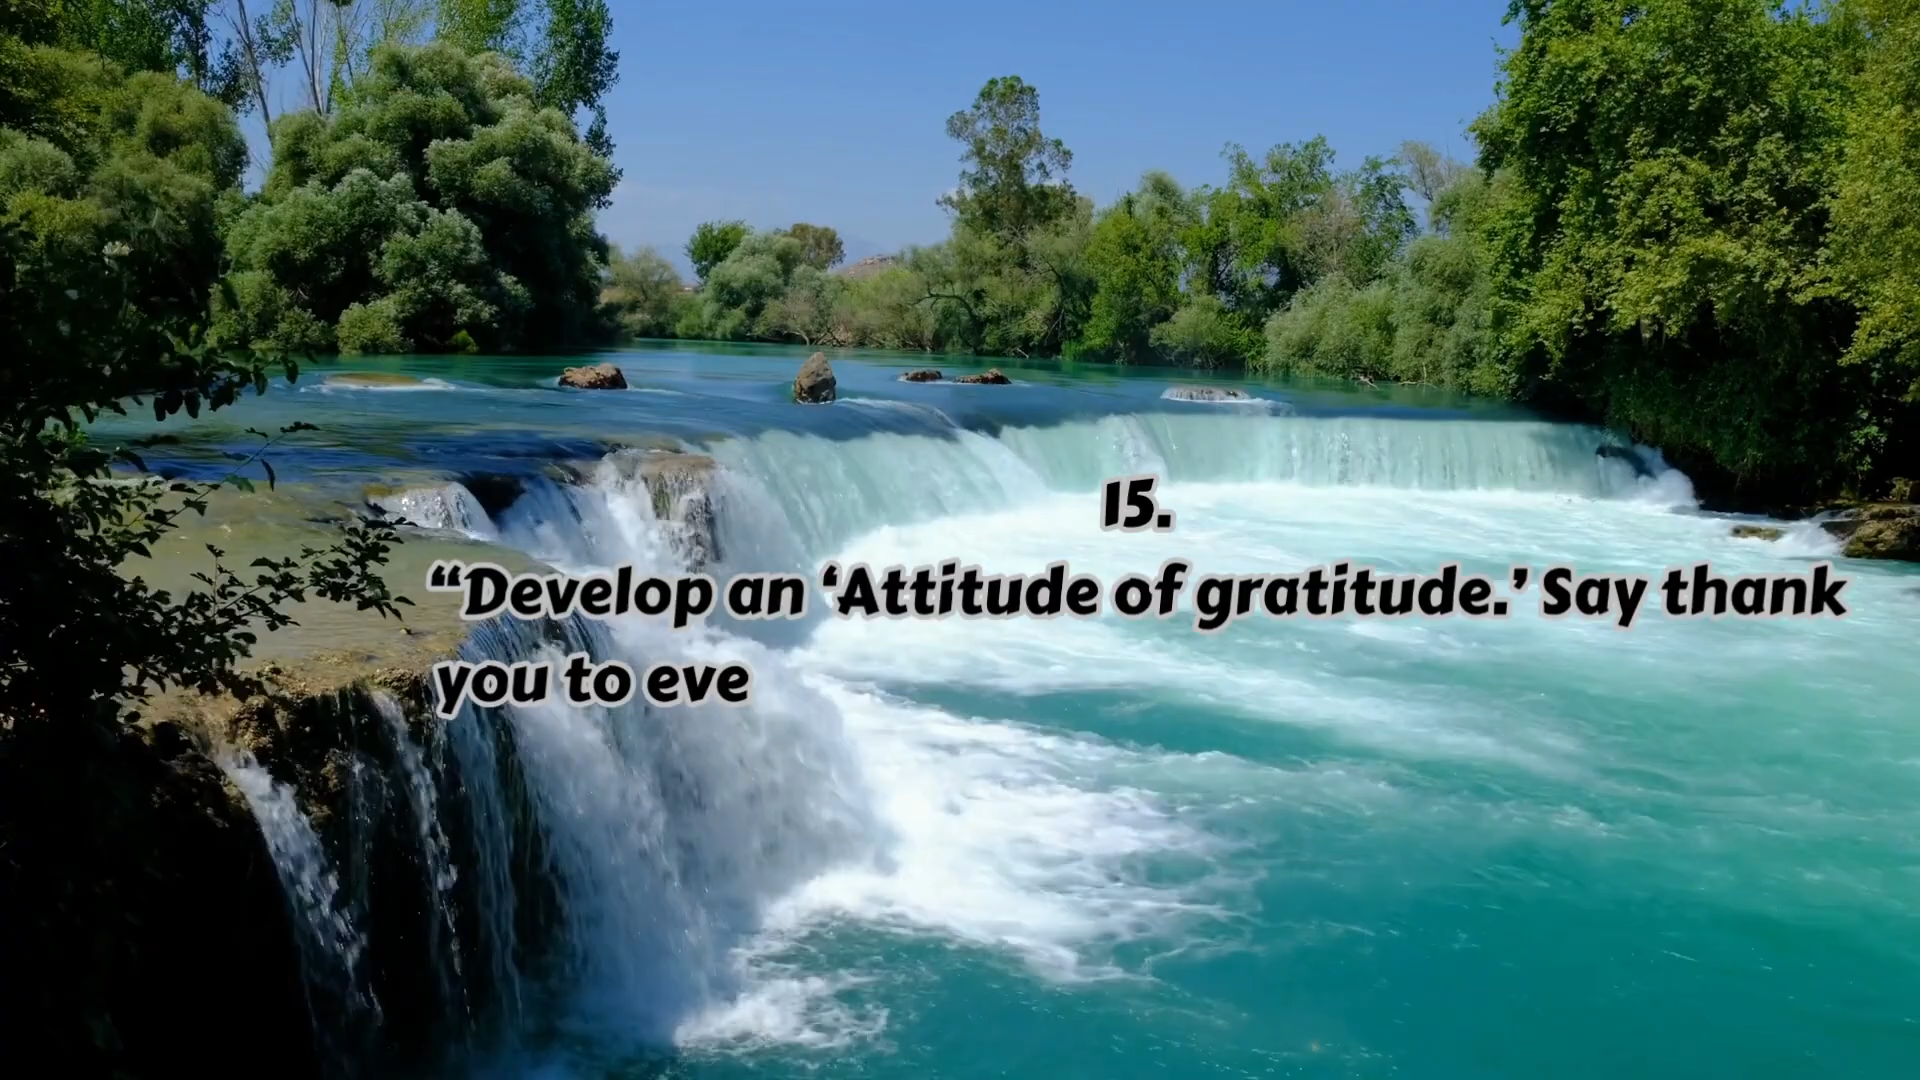 15.
“Develop an ‘Attitude of gratitude.’ Say thank
you to eve